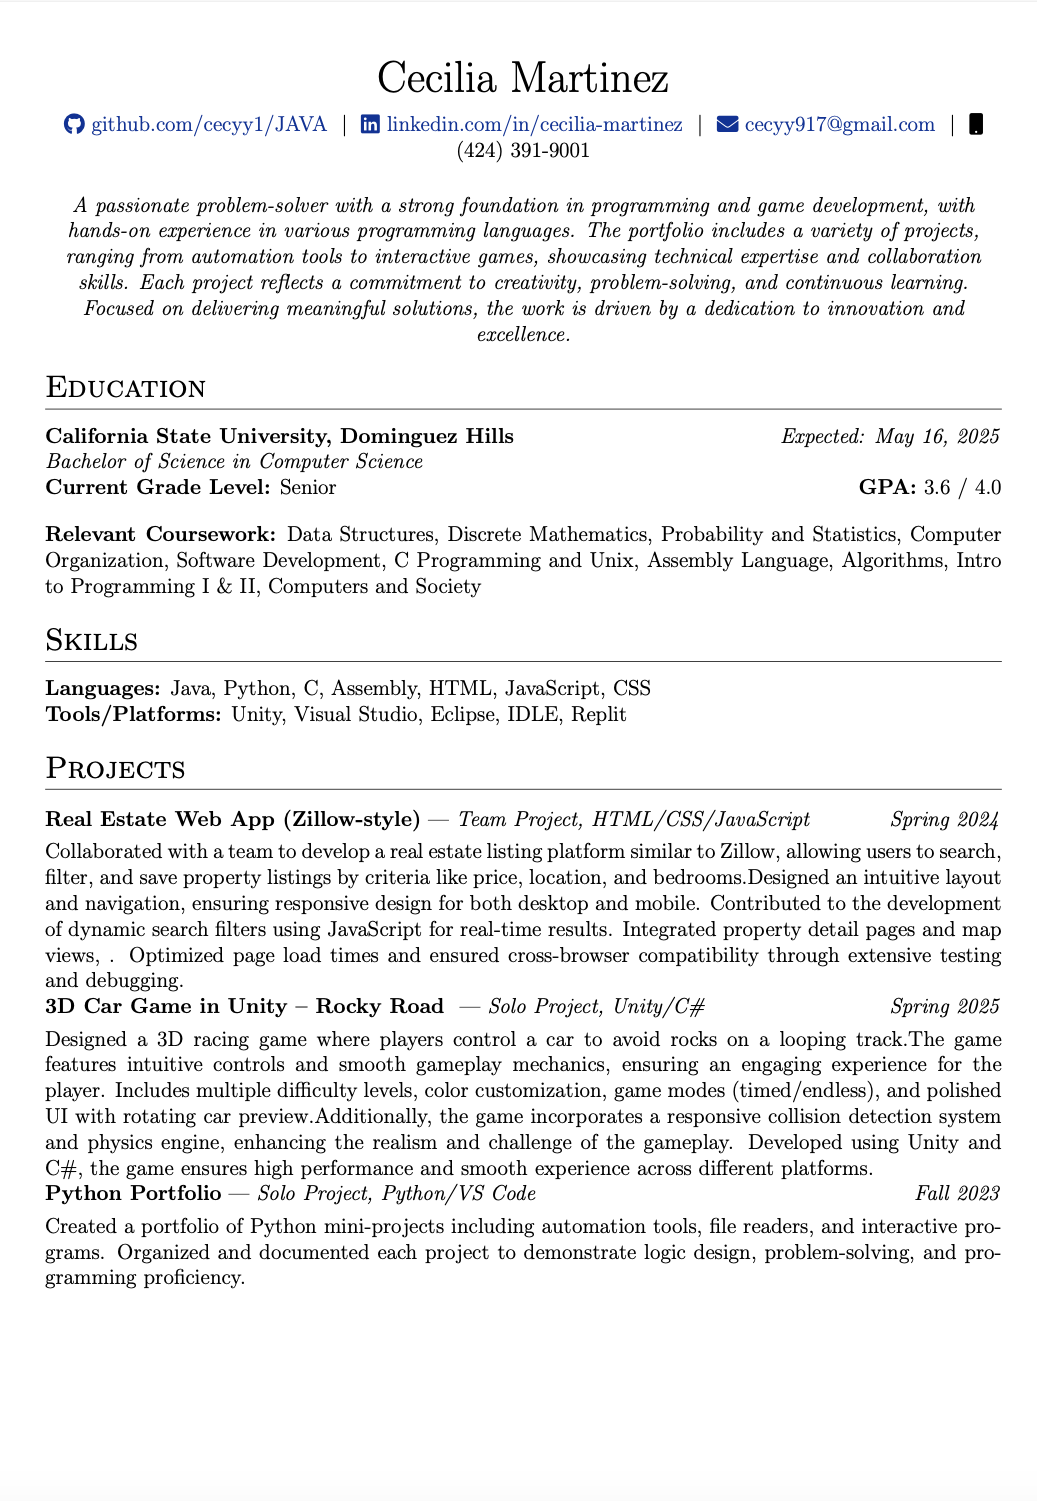 Cecilia Martinez
github.com/cecyy1/JAVA | linkedin.com/in/cecilia-martinez | cecyy917@gmail.com |
(424) 391-9001
A passionate problem-solver with a strong foundation in programming and game development, with
hands-on experience in various programming languages. The portfolio includes a variety of projects,
ranging from automation tools to interactive games, showcasing technical expertise and collaboration
skills. Each project reflects a commitment to creativity, problem-solving, and continuous learning.
Focused on delivering meaningful solutions, the work is driven by a dedication to innovation and
excellence.
Education
California State University, Dominguez Hills Expected: May 16, 2025
Bachelor of Science in Computer Science
Current Grade Level: Senior GPA: 3.6 / 4.0
Relevant Coursework: Data Structures, Discrete Mathematics, Probability and Statistics, Computer
Organization, Software Development, C Programming and Unix, Assembly Language, Algorithms, Intro
to Programming I & II, Computers and Society
Skills
Languages: Java, Python, C, Assembly, HTML, JavaScript, CSS
Tools/Platforms: Unity, Visual Studio, Eclipse, IDLE, Replit
Projects
Real Estate Web App (Zillow-style) — Team Project, HTML/CSS/JavaScript Spring 2024
Collaborated with a team to develop a real estate listing platform similar to Zillow, allowing users to search,
filter, and save property listings by criteria like price, location, and bedrooms.Designed an intuitive layout
and navigation, ensuring responsive design for both desktop and mobile. Contributed to the development
of dynamic search filters using JavaScript for real-time results. Integrated property detail pages and map
views, . Optimized page load times and ensured cross-browser compatibility through extensive testing
and debugging.
3D Car Game in Unity – Rocky Road — Solo Project, Unity/C# Spring 2025
Designed a 3D racing game where players control a car to avoid rocks on a looping track.The game
features intuitive controls and smooth gameplay mechanics, ensuring an engaging experience for the
player. Includes multiple difficulty levels, color customization, game modes (timed/endless), and polished
UI with rotating car preview.Additionally, the game incorporates a responsive collision detection system
and physics engine, enhancing the realism and challenge of the gameplay. Developed using Unity and
C#, the game ensures high performance and smooth experience across different platforms.
Python Portfolio — Solo Project, Python/VS Code Fall 2023
Created a portfolio of Python mini-projects including automation tools, file readers, and interactive pro-
grams. Organized and documented each project to demonstrate logic design, problem-solving, and pro-
gramming proficiency.